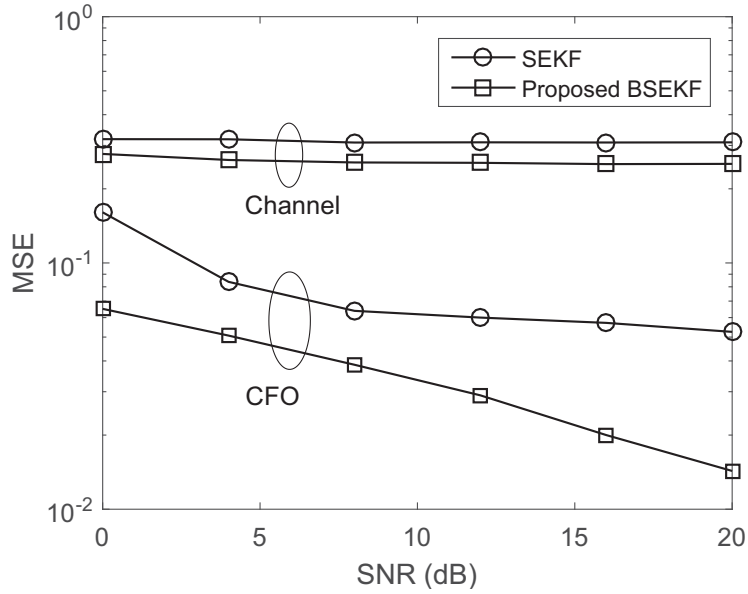 10^0
SEKF
Proposed BSEKF
Channel
MSE
10^-1
CFO
10^-2
0 5 10 15 20
SNR (dB)